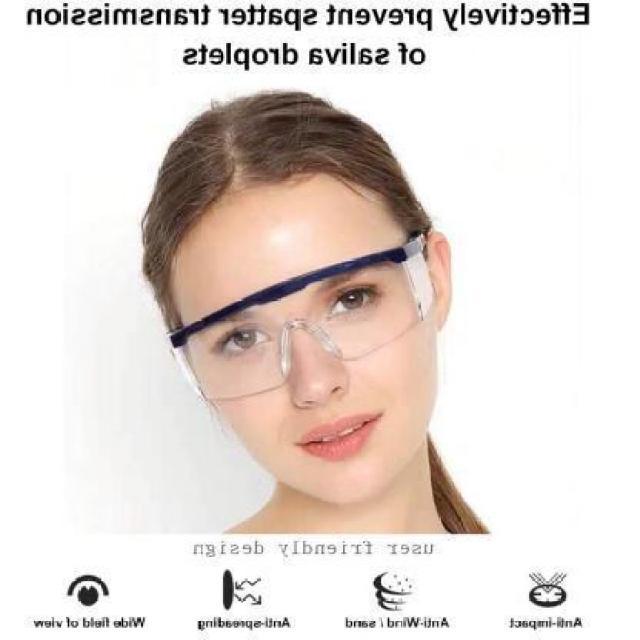 Effectively prevent spatter transmission
of saliva droplets
user friendly design
Anti-impact
Anti-Wind / sand
Anti-spreading
Wide field of view